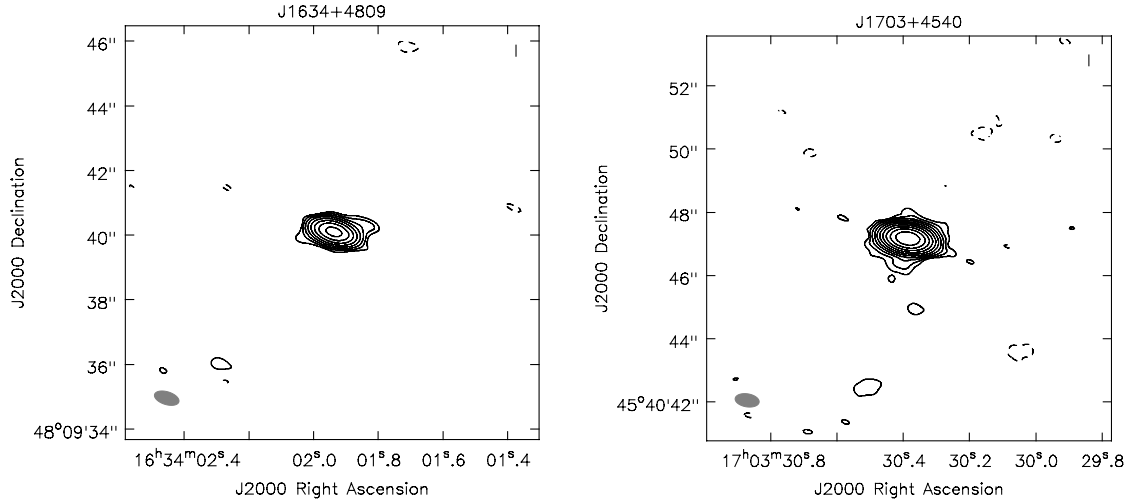 J1634+4809
46"
44"
42"
40"
38"
36"
48°09'34"
J2000 Declination
16ʰ34ᵐ02ˢ.4
02ˢ.0
01ˢ.8
01ˢ.6
01ˢ.4
J2000 Right Ascension
J1703+4540
52"
50"
48"
46"
44"
45°40'42"
J2000 Declination
17ʰ03ᵐ30ˢ.8
30ˢ.4
30ˢ.2
30ˢ.0
29ˢ.8
J2000 Right Ascension